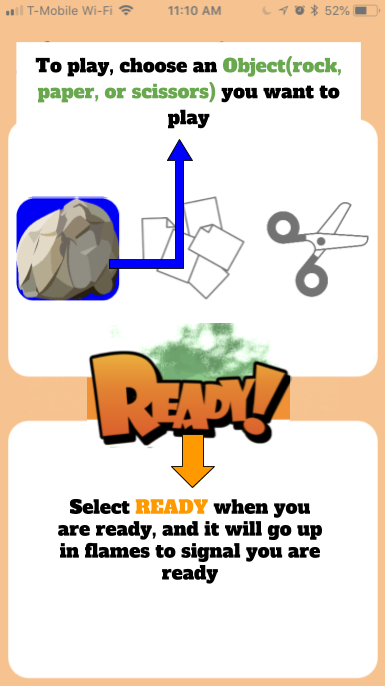 T-Mobile Wi-Fi 11:10 AM 52%
To play, choose an Object(rock,
paper, or scissors) you want to
play
READY!
Select READY when you
are ready, and it will go up
in flames to signal you are
ready